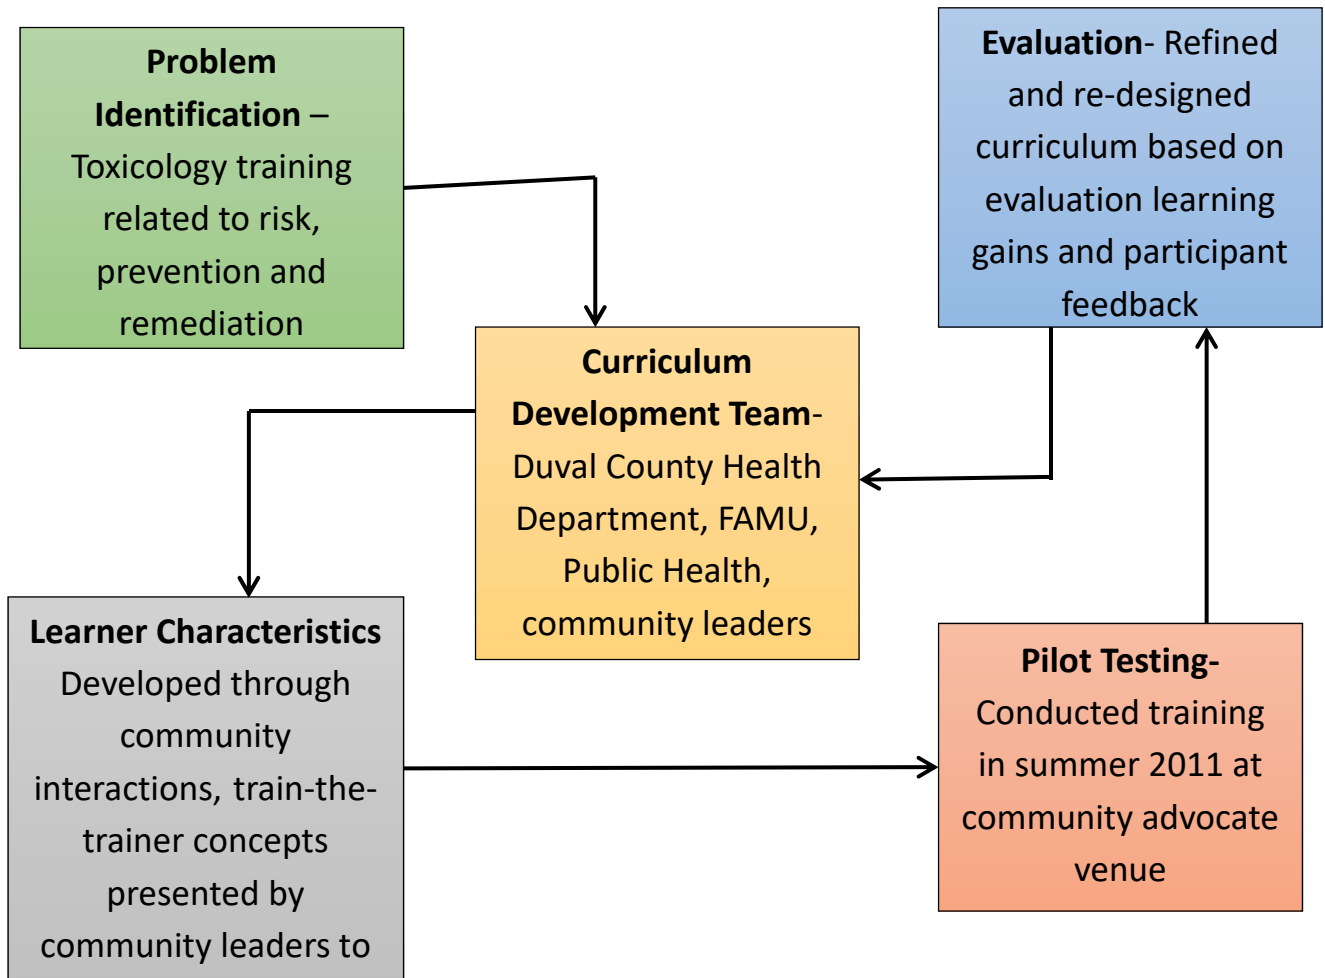 Problem
Identification –
Toxicology training
related to risk,
prevention and
remediation
Curriculum
Development Team-
Duval County Health
Department, FAMU,
Public Health,
community leaders
Learner Characteristics
Developed through
community
interactions, train-the-
trainer concepts
presented by
community leaders to
Pilot Testing-
Conducted training
in summer 2011 at
community advocate
venue
Evaluation- Refined
and re-designed
curriculum based on
evaluation learning
gains and participant
feedback